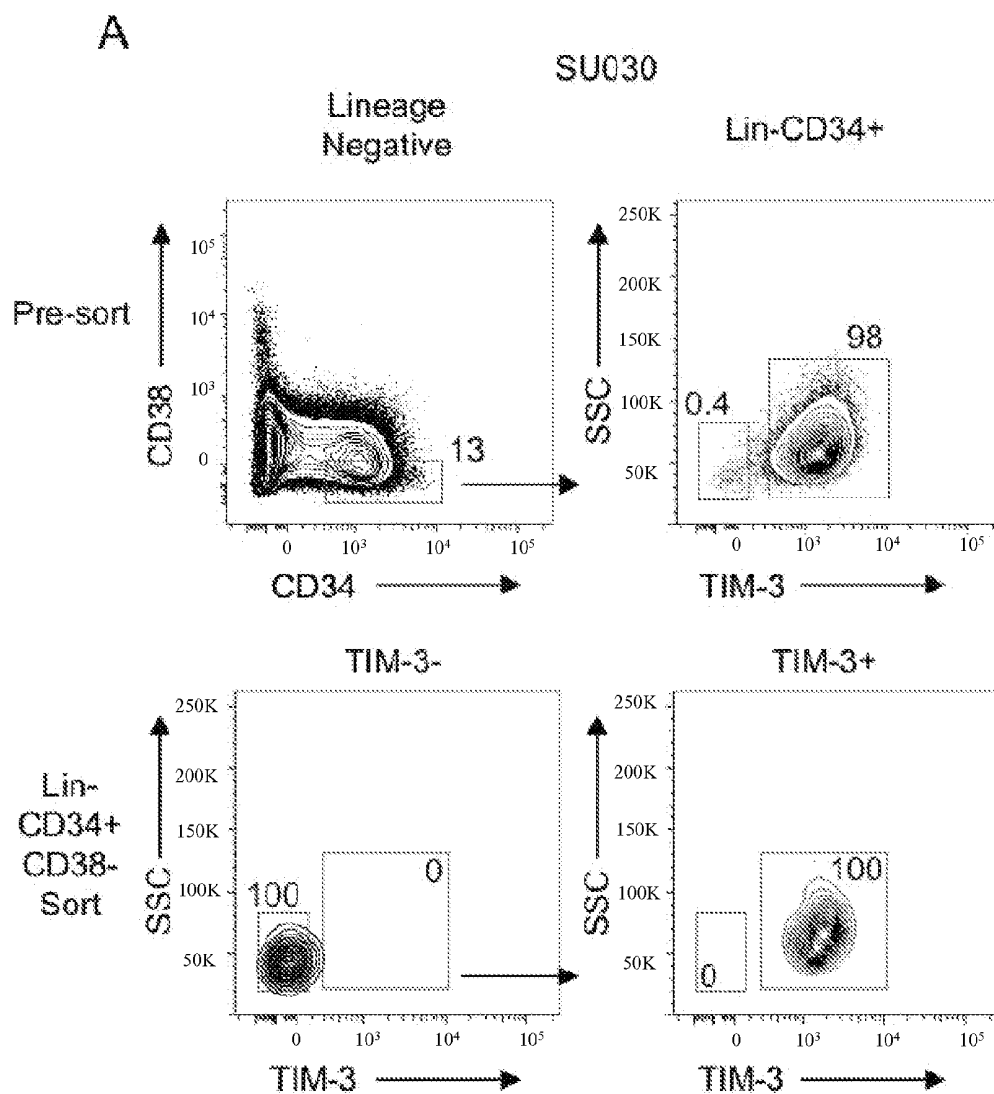 A
SU030
Lineage
Negative
Lin-CD34+
Pre-sort
CD38
10⁵
10⁴
10³
0
13
0
10³
10⁴
10⁵
CD34
SSC
250K
200K
150K
100K
50K
98
0.4
0
10³
10⁴
10⁵
TIM-3
TIM-3-
TIM-3+
Lin-
CD34+
CD38-
Sort
SSC
250K
200K
150K
100K
50K
100
0
0
10³
10⁴
10⁵
TIM-3
SSC
250K
200K
150K
100K
50K
100
0
0
10³
10⁴
10⁵
TIM-3